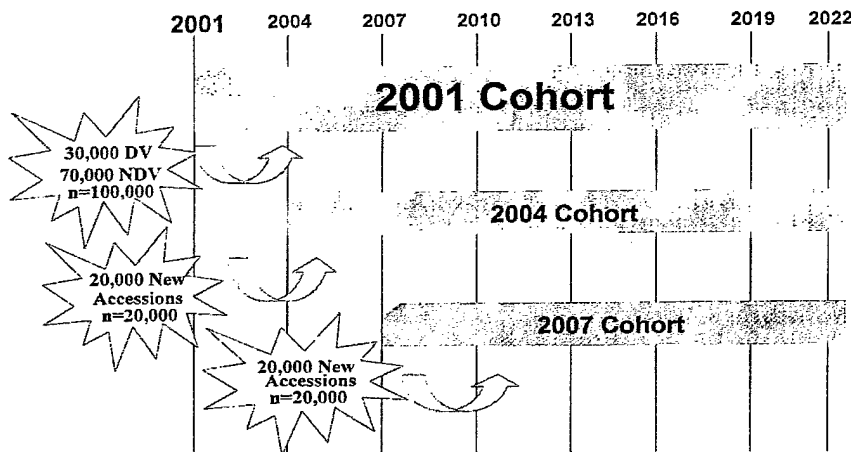 2001 2004 2007 2010 2013 2016 2019 2022
2001 Cohort
30,000 DV
70,000 NDV
n=100,000
2004 Cohort
20,000 New
Accessions
n=20,000
2007 Cohort
20,000 New
Accessions
n=20,000